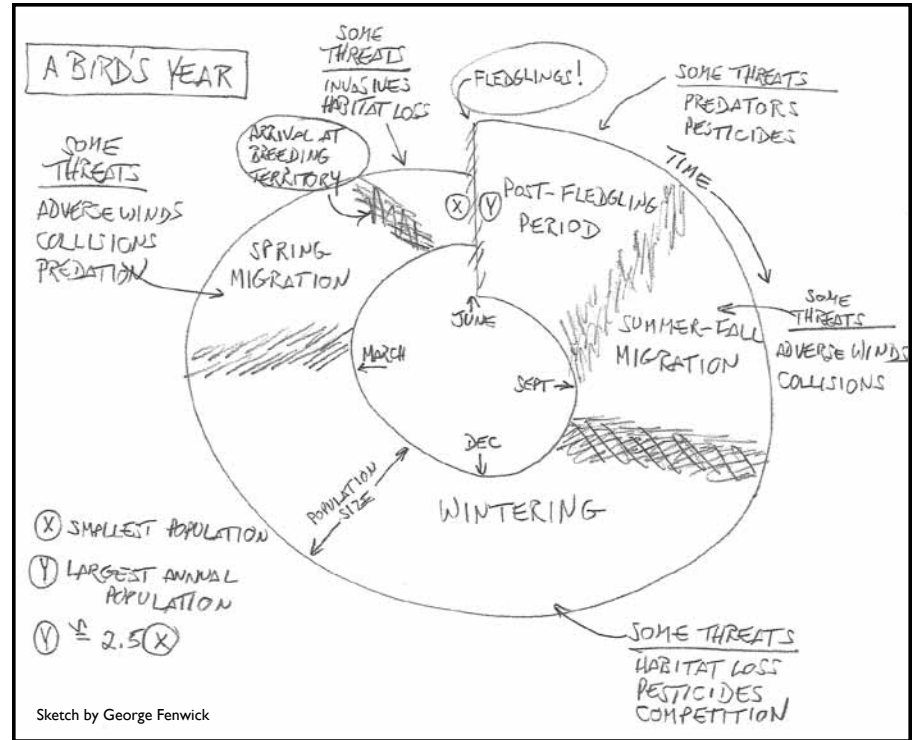 A BIRD'S YEAR
SOME
THREATS
INVASIVES
HABITAT LOSS
FLEDGLINGS!
SOME THREATS
PREDATORS
PESTICIDES
TIME
ARRIVAL AT
BREEDING
TERRITORY
SOME
THREATS
ADVERSE WINDS
COLLISIONS
PREDATION
SPRING
MIGRATION
X
Y
POST-FLEDGLING
PERIOD
JUNE
MARCH
SEPT
DEC
SUMMER-FALL
MIGRATION
SOME
THREATS
ADVERSE WINDS
COLLISIONS
POPULATION
SIZE
WINTERING
X SMALLEST POPULATION
Y LARGEST ANNUAL
POPULATION
Y ≌ 2.5 X
SOME THREATS
HABITAT LOSS
PESTICIDES
COMPETITION
Sketch by George Fenwick